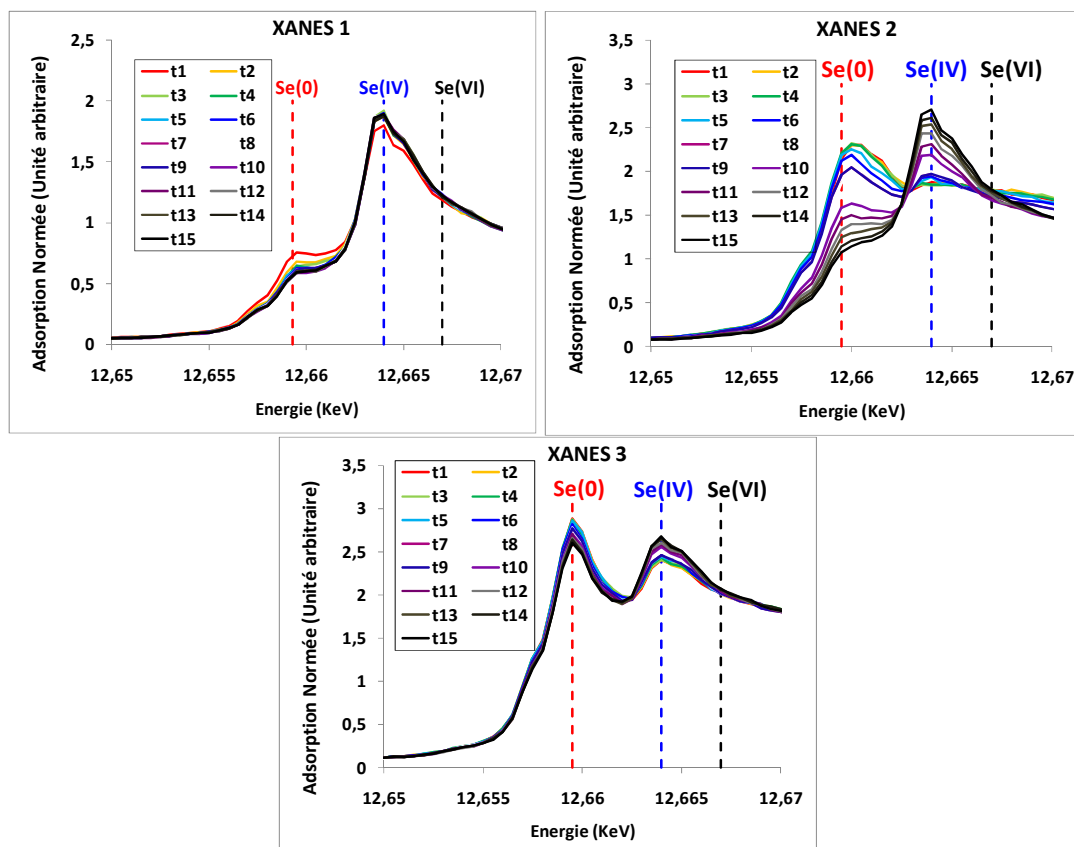 XANES 1
Adsorption Normée (Unité arbitraire)
2,5
2
1,5
1
0,5
0
t1 t2
t3 t4
t5 t6
t7 t8
t9 t10
t11 t12
t13 t14
t15
Se(0) Se(IV) Se(VI)
12,65 12,655 12,66 12,665 12,67
Energie (KeV)
XANES 2
Adsorption Normée (Unité arbitraire)
3,5
3
2,5
2
1,5
1
0,5
0
t1 t2
t3 t4
t5 t6
t7 t8
t9 t10
t11 t12
t13 t14
t15
Se(0) Se(IV) Se(VI)
12,65 12,655 12,66 12,665 12,67
Energie (KeV)
XANES 3
Adsorption Normée (Unité arbitraire)
3,5
3
2,5
2
1,5
1
0,5
0
t1 t2
t3 t4
t5 t6
t7 t8
t9 t10
t11 t12
t13 t14
t15
Se(0) Se(IV) Se(VI)
12,65 12,655 12,66 12,665 12,67
Energie (KeV)